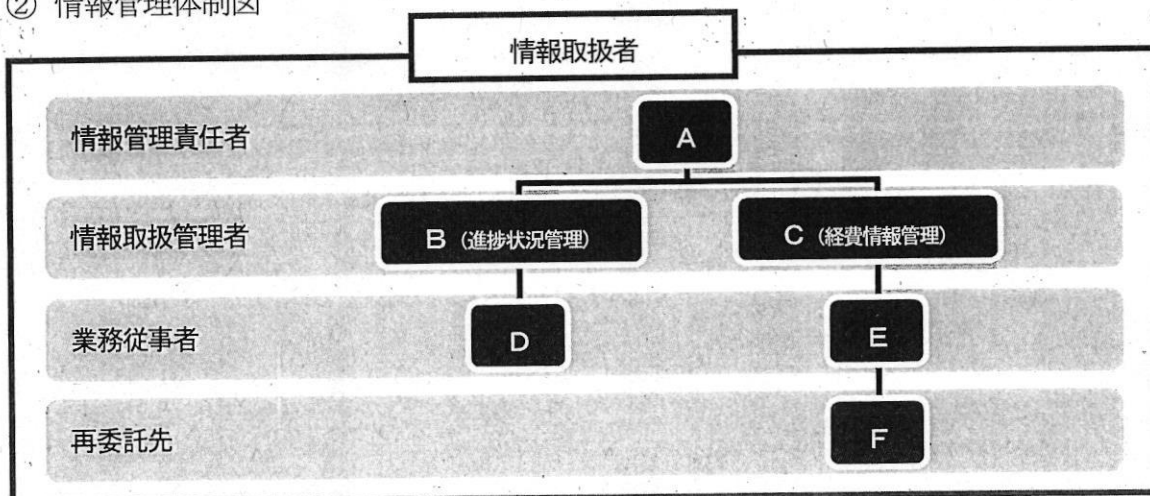 ② 情報管理体制図
情報取扱者
情報管理責任者
A
情報取扱管理者
B (進捗状況管理)
C (経費情報管理)
業務従事者
D
E
再委託先
F